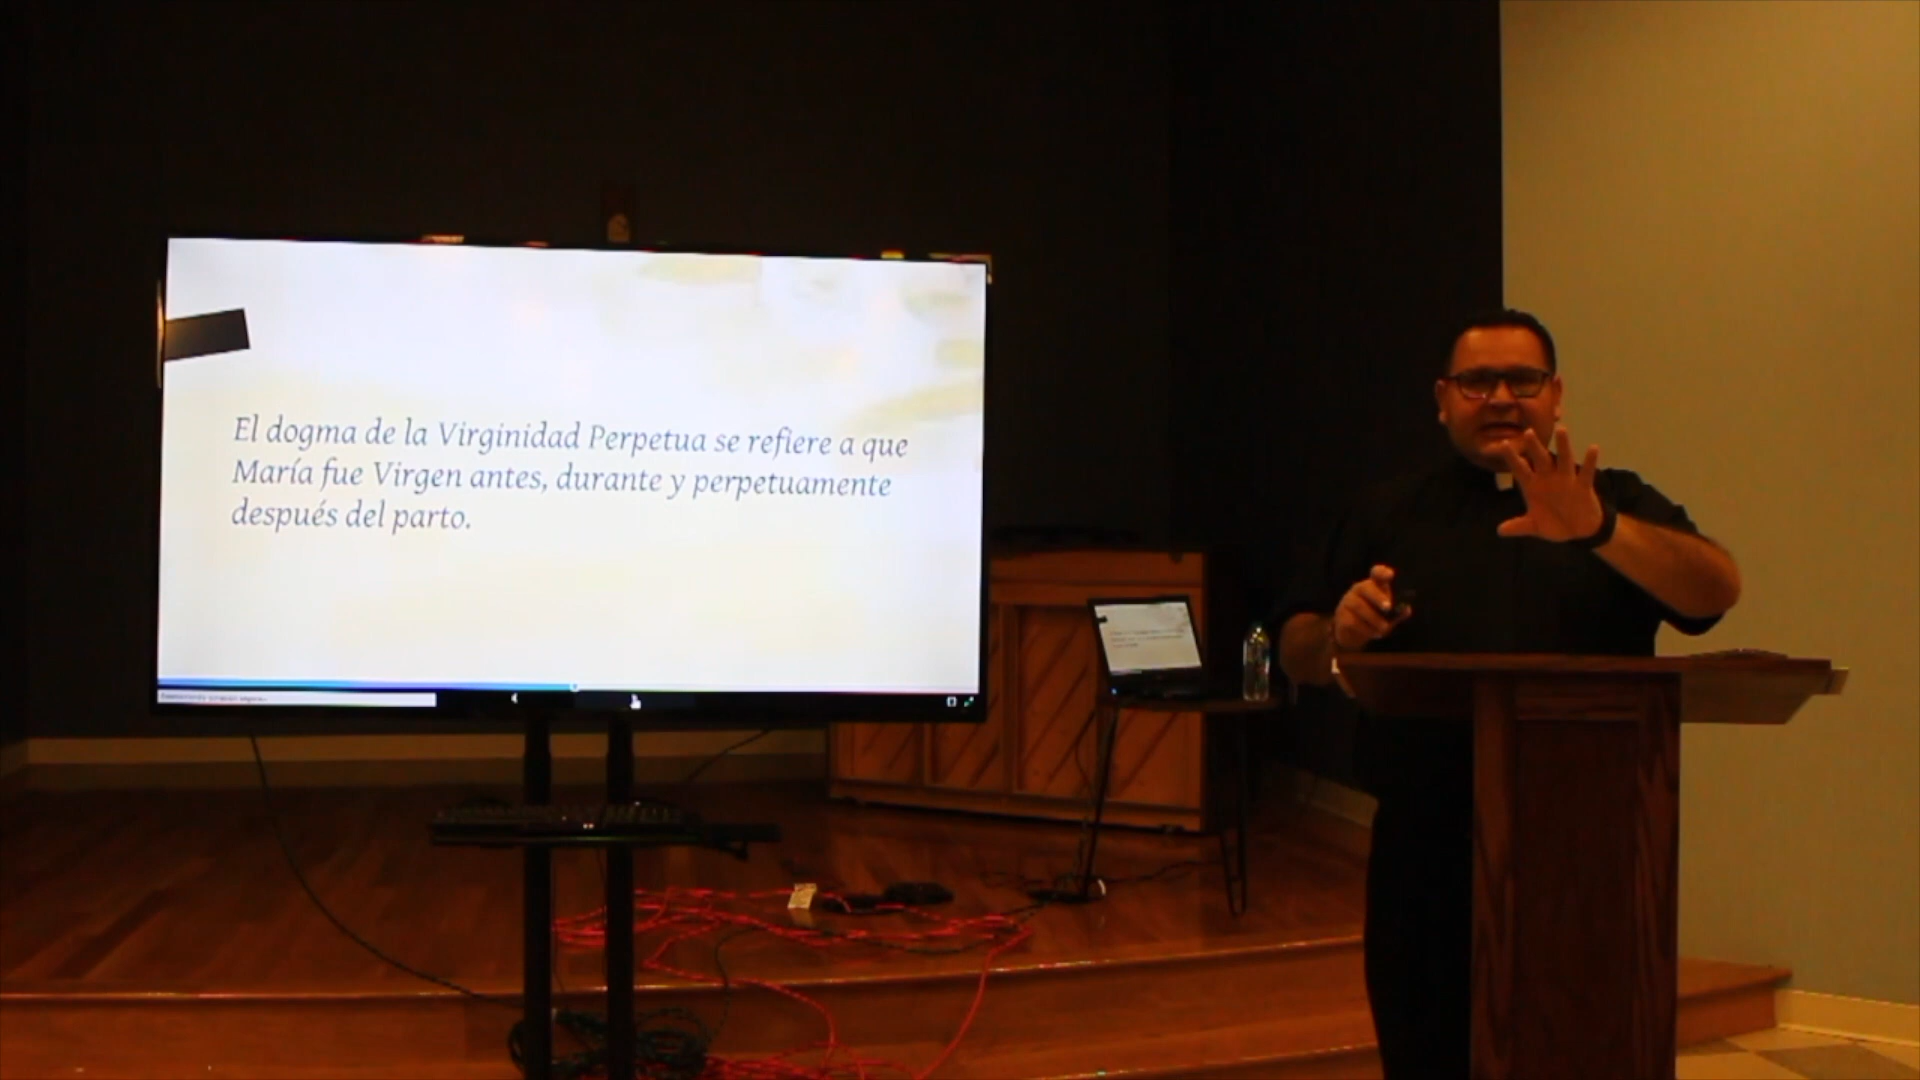 El dogma de la Virginidad Perpetua se refiere a que
María fue Virgen antes, durante y perpetuamente
después del parto.